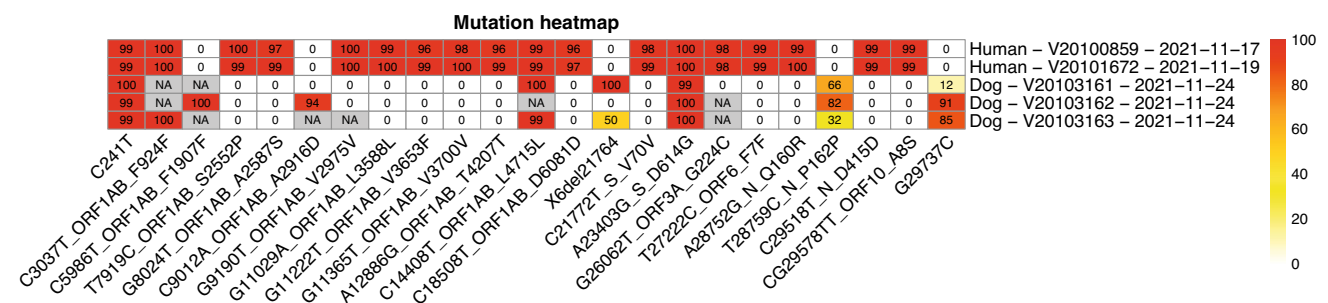 Mutation heatmap
99 100 0 100 97 0 100 99 96 98 96 99 96 0 98 100 98 99 99 0 99 99 0 Human – V20100859 – 2021–11–17
99 100 0 99 99 0 100 100 99 100 99 99 97 0 99 100 98 99 100 0 99 99 0 Human – V20101672 – 2021–11–19
100 NA NA 0 0 0 0 0 0 0 0 100 0 100 0 99 0 0 0 66 0 0 12 Dog – V20103161 – 2021–11–24
99 NA 100 0 0 94 0 0 0 0 0 NA 0 0 0 100 NA 0 0 82 0 0 91 Dog – V20103162 – 2021–11–24
99 100 NA 0 0 NA NA 0 0 0 0 99 0 50 0 100 NA 0 0 32 0 0 85 Dog – V20103163 – 2021–11–24
C241T
C3037T_ORF1AB_F924F
C5986T_ORF1AB_F1907F
T7919C_ORF1AB_S2552P
G8024T_ORF1AB_A2587S
C9012A_ORF1AB_A2916D
G9190T_ORF1AB_V2975V
G11029A_ORF1AB_L3588L
G11222T_ORF1AB_V3653F
G11365T_ORF1AB_V3700V
A12886G_ORF1AB_T4207T
C14408T_ORF1AB_L4715L
C18508T_ORF1AB_D6081D
X6del21764
C21772T_S_V70V
A23403G_S_D614G
G26062T_ORF3A_G224C
T27222C_ORF6_F7F
A28752G_N_Q160R
T28759C_N_P162P
C29518T_N_D415D
CG29578TT_ORF10_A8S
G29737C
100
80
60
40
20
0